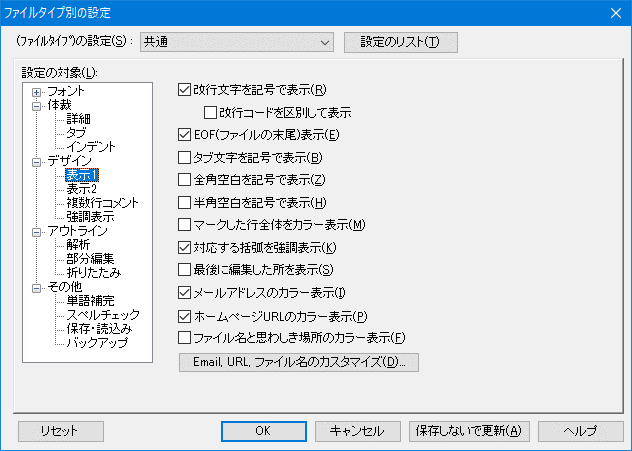 ファイルタイプ別の設定
(ファイルタイプ)の設定(S): 共通 設定のリスト(T)
設定の対象(L):
フォント
体裁
詳細
タブ
インデント
デザイン
表示1
表示2
複数行コメント
強調表示
アウトライン
解析
部分編集
折りたたみ
その他
単語補完
スペルチェック
保存・読込み
バックアップ
改行文字を記号で表示(R)
改行コードを区別して表示
EOF(ファイルの末尾)表示(E)
タブ文字を記号で表示(B)
全角空白を記号で表示(Z)
半角空白を記号で表示(H)
マークした行全体をカラー表示(M)
対応する括弧を強調表示(K)
最後に編集した所を表示(S)
メールアドレスのカラー表示(I)
ホームページURLのカラー表示(P)
ファイル名と思わしき場所のカラー表示(F)
Email, URL, ファイル名のカスタマイズ(D)...
リセット OK キャンセル 保存しないで更新(A) ヘルプ